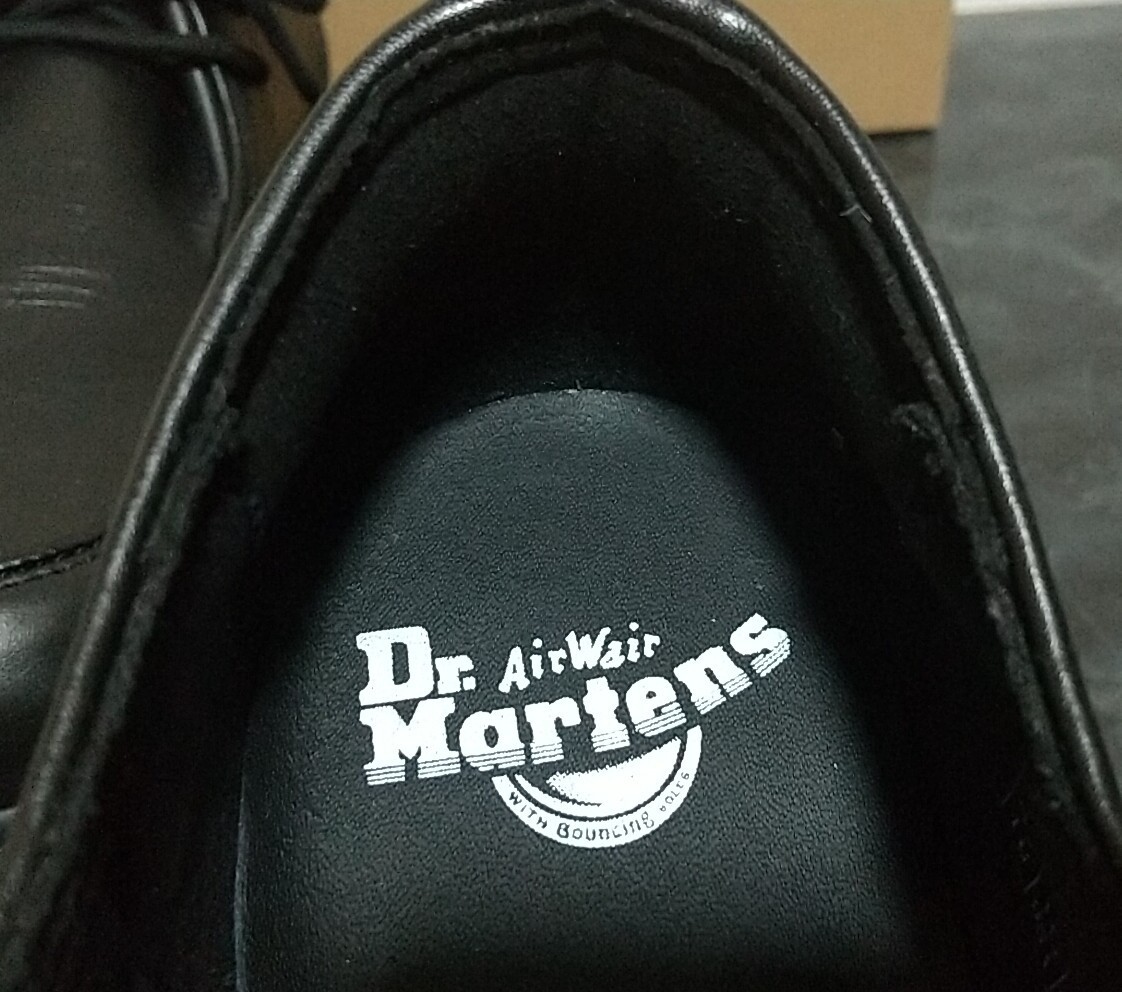 Dr. AirWair
Martens
WITH BOUNCING SOLES